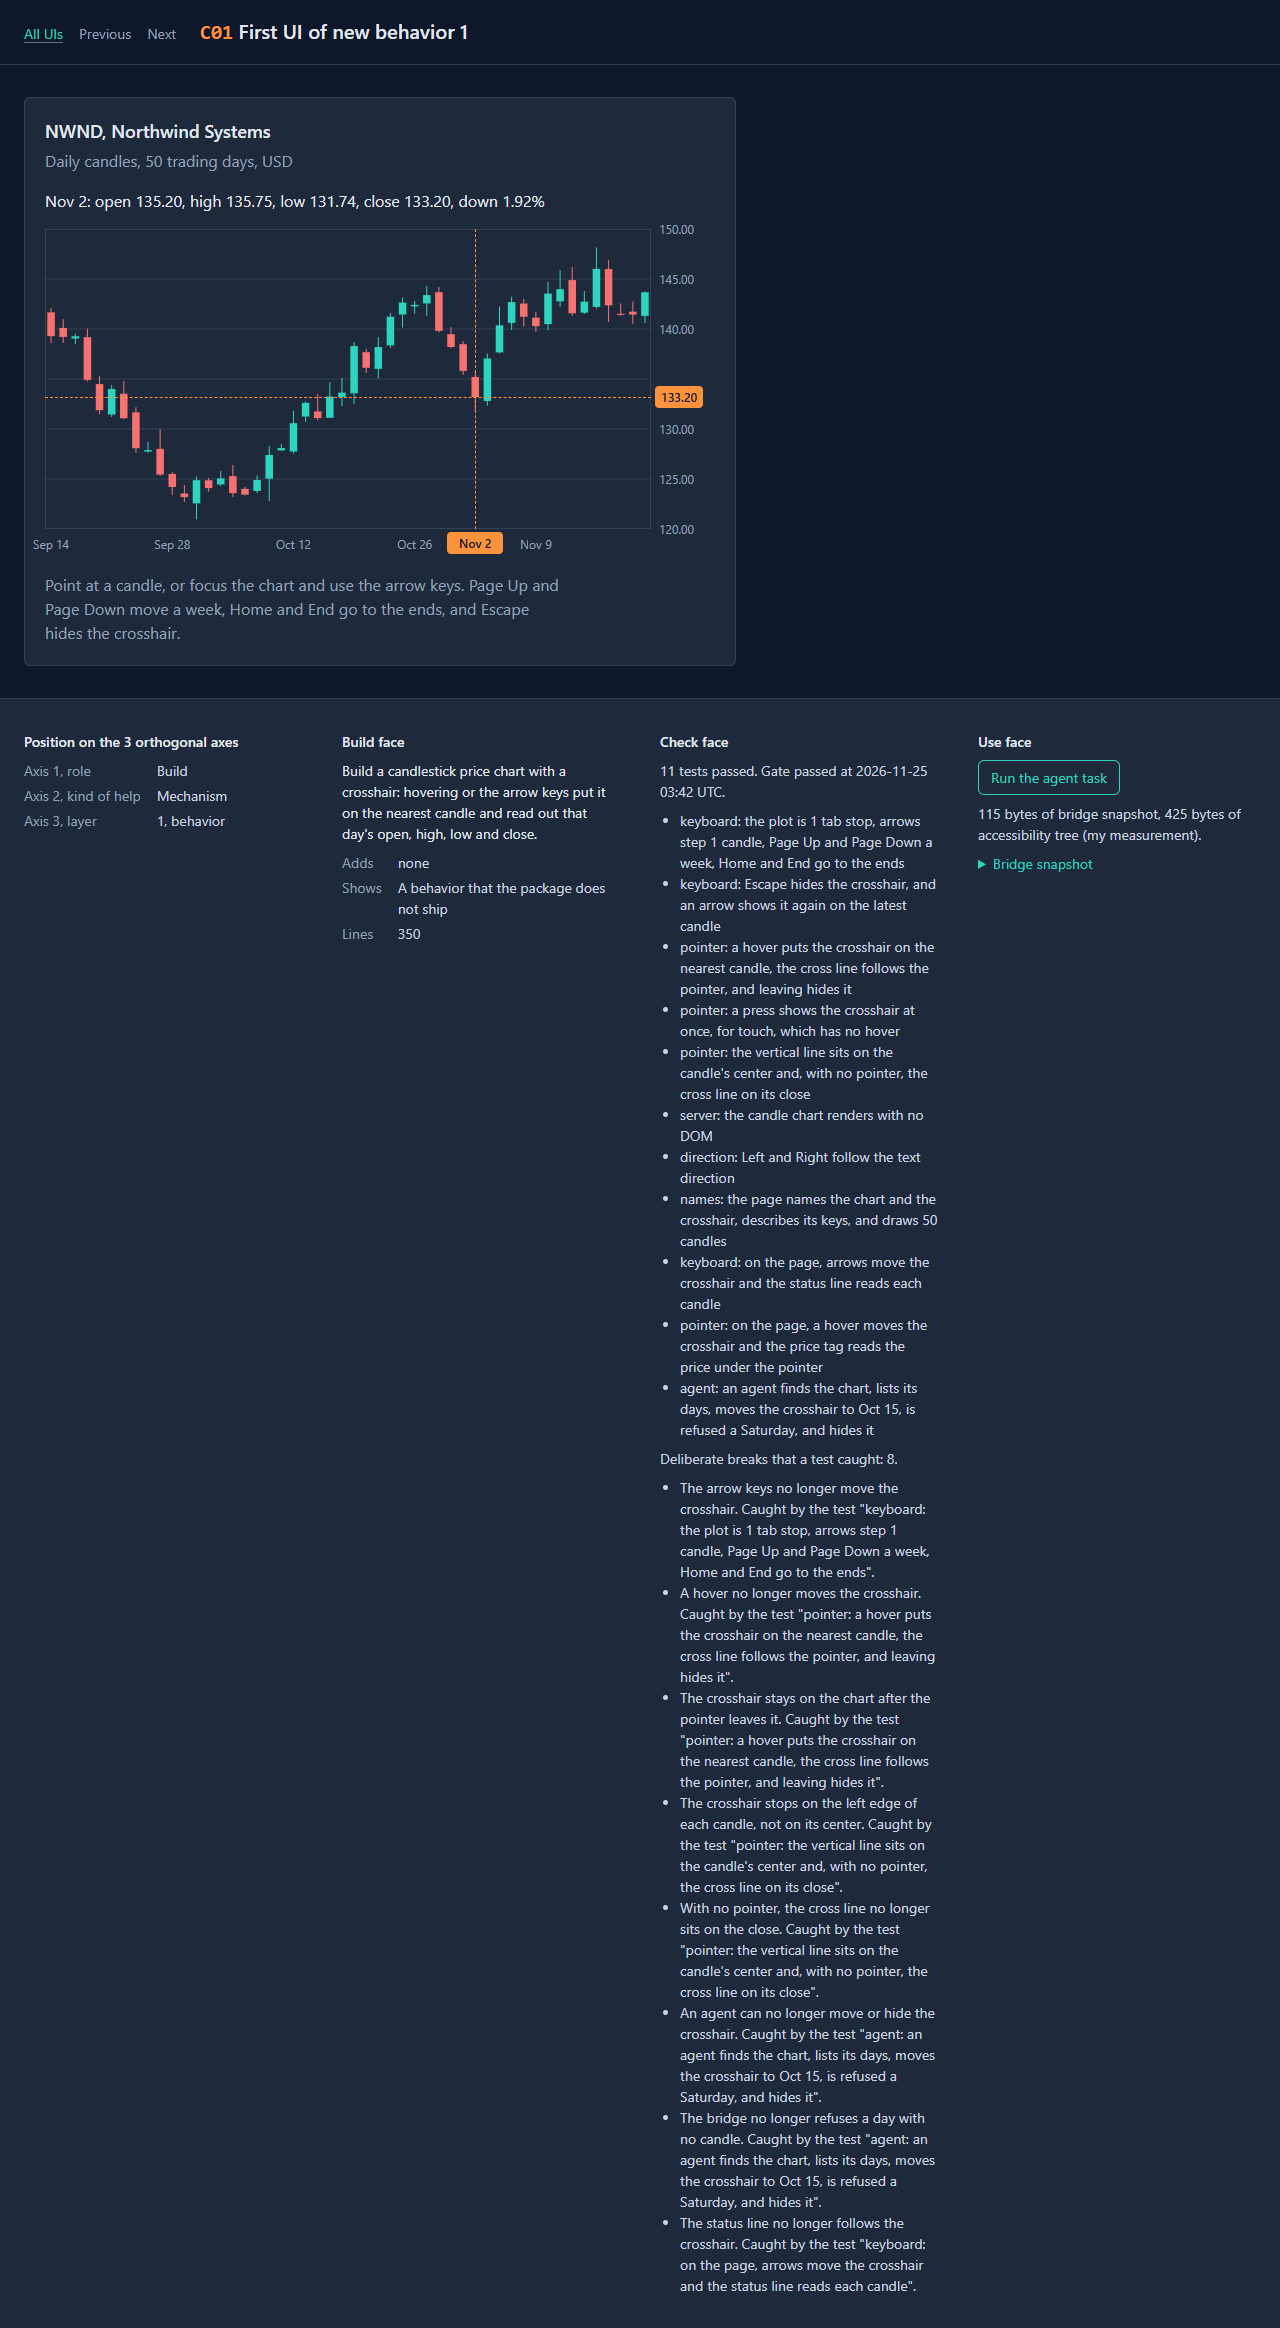 All UIs Previous Next C01 First UI of new behavior 1
NWND, Northwind Systems
Daily candles, 50 trading days, USD
Nov 2: open 135.20, high 135.75, low 131.74, close 133.20, down 1.92%
150.00
145.00
140.00
133.20
130.00
125.00
120.00
Sep 14 Sep 28 Oct 12 Oct 26 Nov 2 Nov 9
Point at a candle, or focus the chart and use the arrow keys. Page Up and
Page Down move a week, Home and End go to the ends, and Escape
hides the crosshair.
Position on the 3 orthogonal axes
Axis 1, role Build
Axis 2, kind of help Mechanism
Axis 3, layer 1, behavior
Build face
Build a candlestick price chart with a
crosshair: hovering or the arrow keys put it
on the nearest candle and read out that
day's open, high, low and close.
Adds none
Shows A behavior that the package does
not ship
Lines 350
Check face
11 tests passed. Gate passed at 2026-11-25
03:42 UTC.
• keyboard: the plot is 1 tab stop, arrows
step 1 candle, Page Up and Page Down a
week, Home and End go to the ends
• keyboard: Escape hides the crosshair, and
an arrow shows it again on the latest
candle
• pointer: a hover puts the crosshair on the
nearest candle, the cross line follows the
pointer, and leaving hides it
• pointer: a press shows the crosshair at
once, for touch, which has no hover
• pointer: the vertical line sits on the
candle's center and, with no pointer, the
cross line on its close
• server: the candle chart renders with no
DOM
• direction: Left and Right follow the text
direction
• names: the page names the chart and the
crosshair, describes its keys, and draws 50
candles
• keyboard: on the page, arrows move the
crosshair and the status line reads each
candle
• pointer: on the page, a hover moves the
crosshair and the price tag reads the
price under the pointer
• agent: an agent finds the chart, lists its
days, moves the crosshair to Oct 15, is
refused a Saturday, and hides it
Deliberate breaks that a test caught: 8.
• The arrow keys no longer move the
crosshair. Caught by the test "keyboard:
the plot is 1 tab stop, arrows step 1
candle, Page Up and Page Down a week,
Home and End go to the ends".
• A hover no longer moves the crosshair.
Caught by the test "pointer: a hover puts
the crosshair on the nearest candle, the
cross line follows the pointer, and leaving
hides it".
• The crosshair stays on the chart after the
pointer leaves it. Caught by the test
"pointer: a hover puts the crosshair on
the nearest candle, the cross line follows
the pointer, and leaving hides it".
• The crosshair stops on the left edge of
each candle, not on its center. Caught by
the test "pointer: the vertical line sits on
the candle's center and, with no pointer,
the cross line on its close".
• With no pointer, the cross line no longer
sits on the close. Caught by the test
"pointer: the vertical line sits on the
candle's center and, with no pointer, the
cross line on its close".
• An agent can no longer move or hide the
crosshair. Caught by the test "agent: an
agent finds the chart, lists its days, moves
the crosshair to Oct 15, is refused a
Saturday, and hides it".
• The bridge no longer refuses a day with
no candle. Caught by the test "agent: an
agent finds the chart, lists its days, moves
the crosshair to Oct 15, is refused a
Saturday, and hides it".
• The status line no longer follows the
crosshair. Caught by the test "keyboard:
on the page, arrows move the crosshair
and the status line reads each candle".
Use face
Run the agent task
115 bytes of bridge snapshot, 425 bytes of
accessibility tree (my measurement).
▶ Bridge snapshot